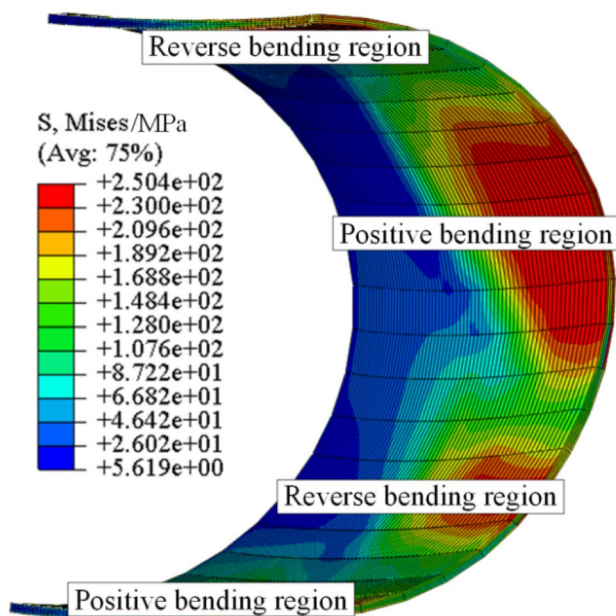 Reverse bending region
S, Mises/MPa
(Avg: 75%)
+2.504e+02
+2.300e+02
+2.096e+02
+1.892e+02
+1.688e+02
+1.484e+02
+1.280e+02
+1.076e+02
+8.722e+01
+6.682e+01
+4.642e+01
+2.602e+01
+5.619e+00
Positive bending region
Reverse bending region
Positive bending region